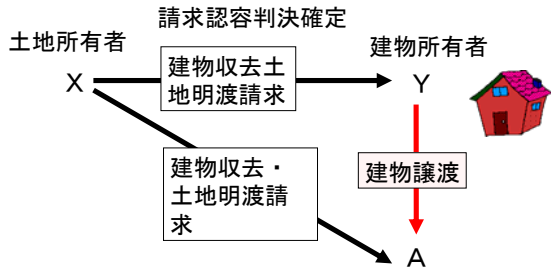 請求認容判決確定
土地所有者
建物所有者
X
建物収去土
地明渡請求
Y
建物収去・
土地明渡請
求
建物譲渡
A